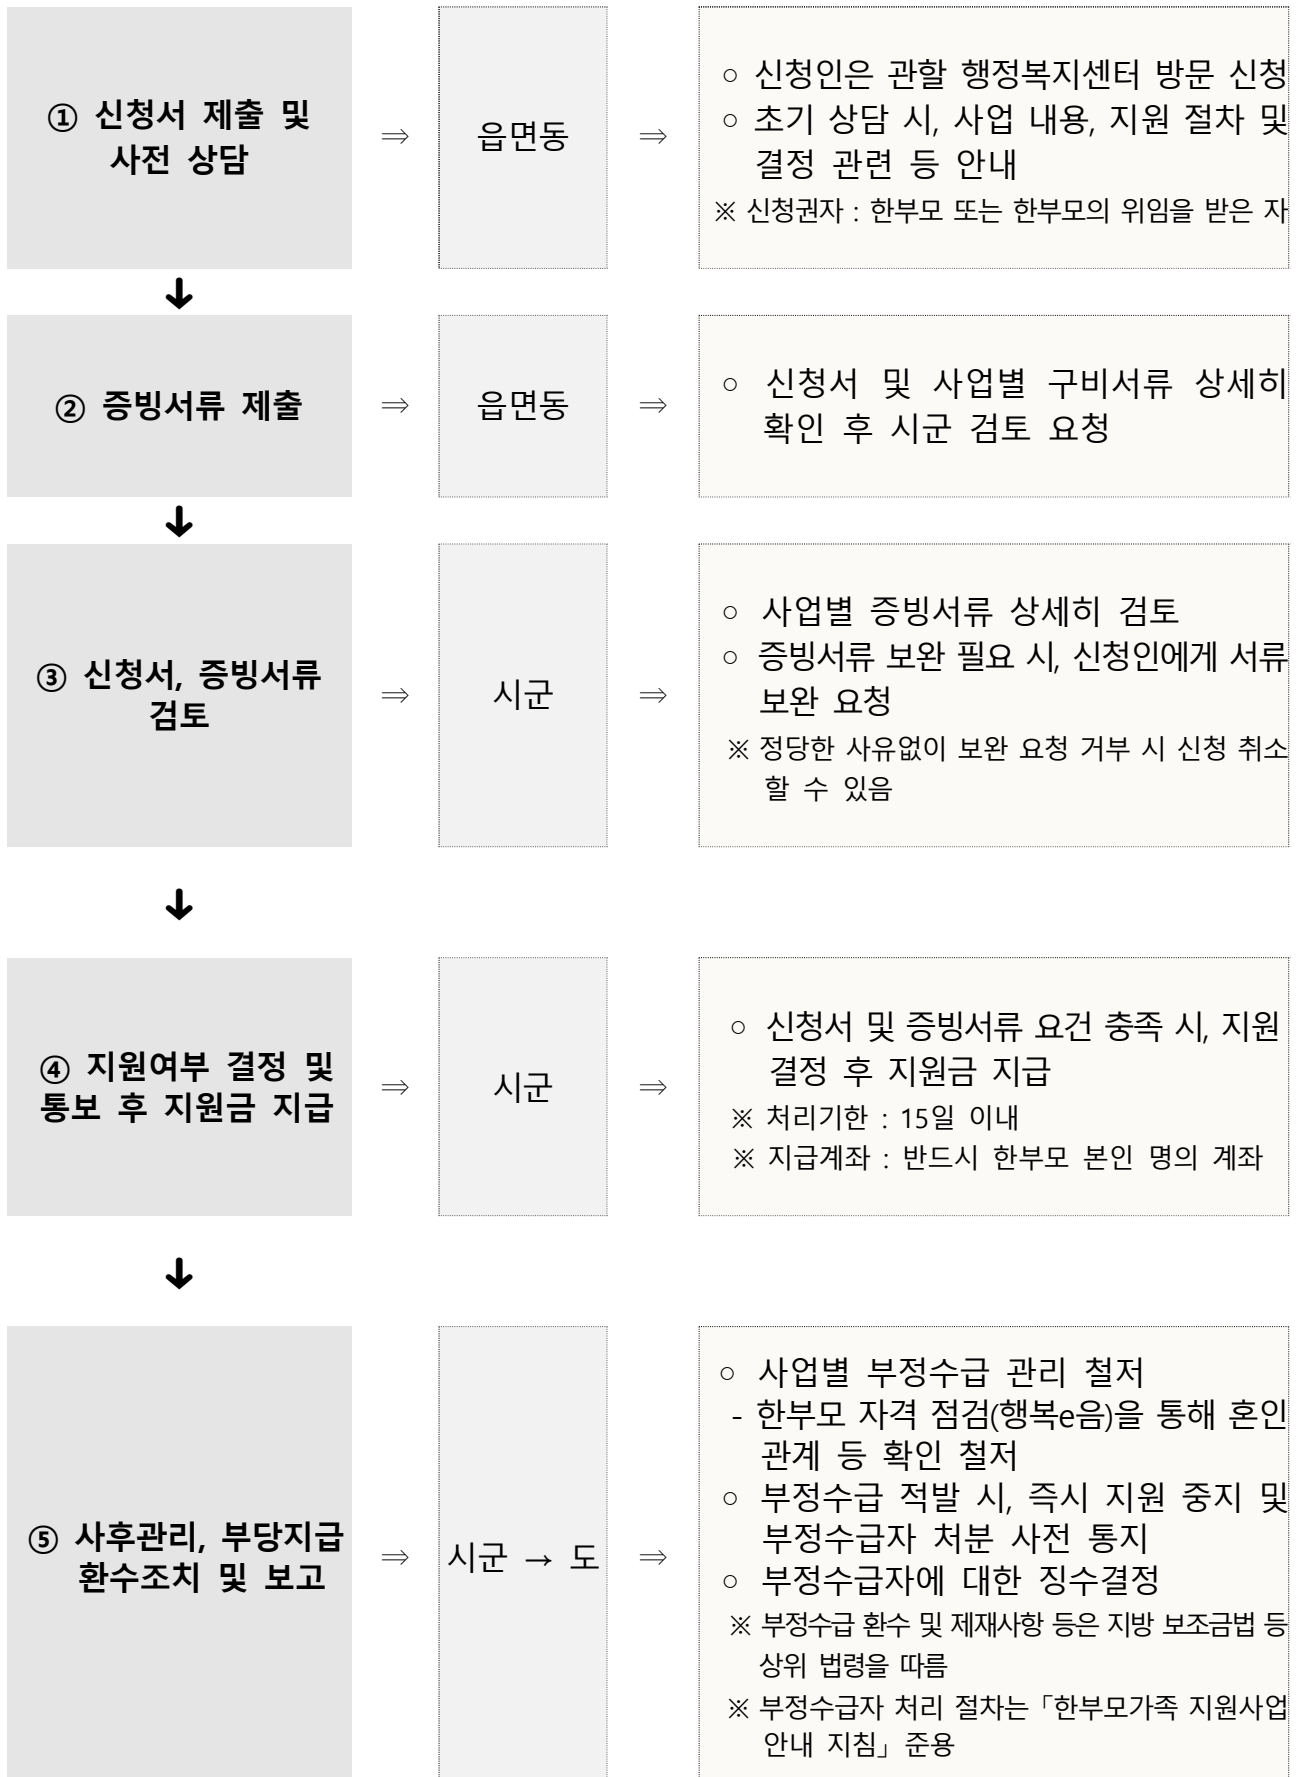 ① 신청서 제출 및
사전 상담
⇒
읍면동
⇒
○ 신청인은 관할 행정복지센터 방문 신청
○ 초기 상담 시, 사업 내용, 지원 절차 및
결정 관련 등 안내
※ 신청권자 : 한부모 또는 한부모의 위임을 받은 자
↓
② 증빙서류 제출
⇒
읍면동
⇒
○ 신청서 및 사업별 구비서류 상세히
확인 후 시군 검토 요청
↓
③ 신청서, 증빙서류
검토
⇒
시군
⇒
○ 사업별 증빙서류 상세히 검토
○ 증빙서류 보완 필요 시, 신청인에게 서류
보완 요청
※ 정당한 사유없이 보완 요청 거부 시 신청 취소
할 수 있음
↓
④ 지원여부 결정 및
통보 후 지원금 지급
⇒
시군
⇒
○ 신청서 및 증빙서류 요건 충족 시, 지원
결정 후 지원금 지급
※ 처리기한 : 15일 이내
※ 지급계좌 : 반드시 한부모 본인 명의 계좌
↓
⑤ 사후관리, 부당지급
환수조치 및 보고
⇒
시군 → 도
⇒
○ 사업별 부정수급 관리 철저
- 한부모 자격 점검(행복e음)을 통해 혼인
관계 등 확인 철저
○ 부정수급 적발 시, 즉시 지원 중지 및
부정수급자 처분 사전 통지
○ 부정수급자에 대한 징수결정
※ 부정수급 환수 및 제재사항 등은 지방 보조금법 등
상위 법령을 따름
※ 부정수급자 처리 절차는 「한부모가족 지원사업
안내 지침」 준용